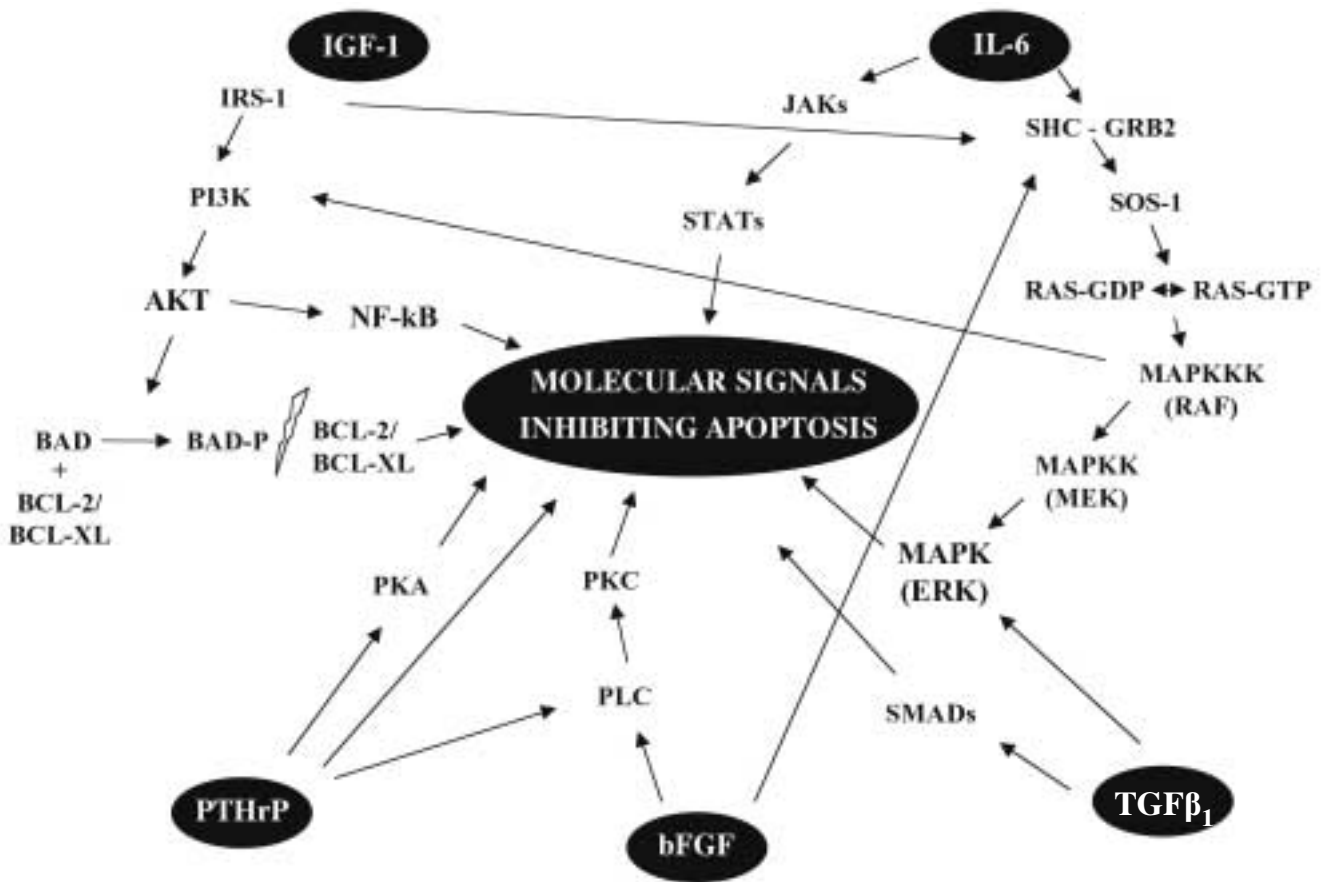 IGF-1
IL-6
IRS-1
JAKs
SHC - GRB2
PI3K
STATs
SOS-1
AKT
NF-kB
RAS-GDP
RAS-GTP
MOLECULAR SIGNALS
INHIBITING APOPTOSIS
MAPKKK
(RAF)
BAD
+
BCL-2/
BCL-XL
BAD-P
BCL-2/
BCL-XL
MAPKK
(MEK)
MAPK
(ERK)
PKA
PKC
PLC
SMADs
PTHrP
bFGF
TGFβ₁